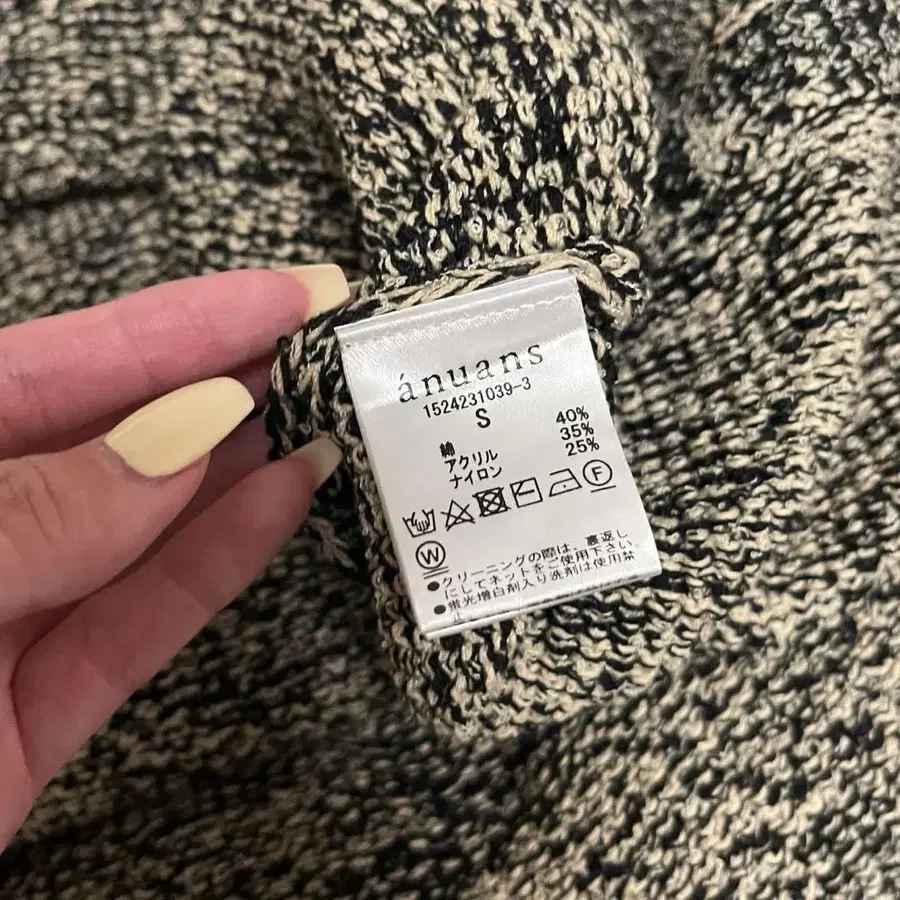 ánuans
1524231039-3
S
綿 40%
アクリル 35%
ナイロン 25%
F
W
●クリーニングの際は、裏返し
にしてネットをご使用下さい。
●蛍光増白剤入り洗剤は使用禁